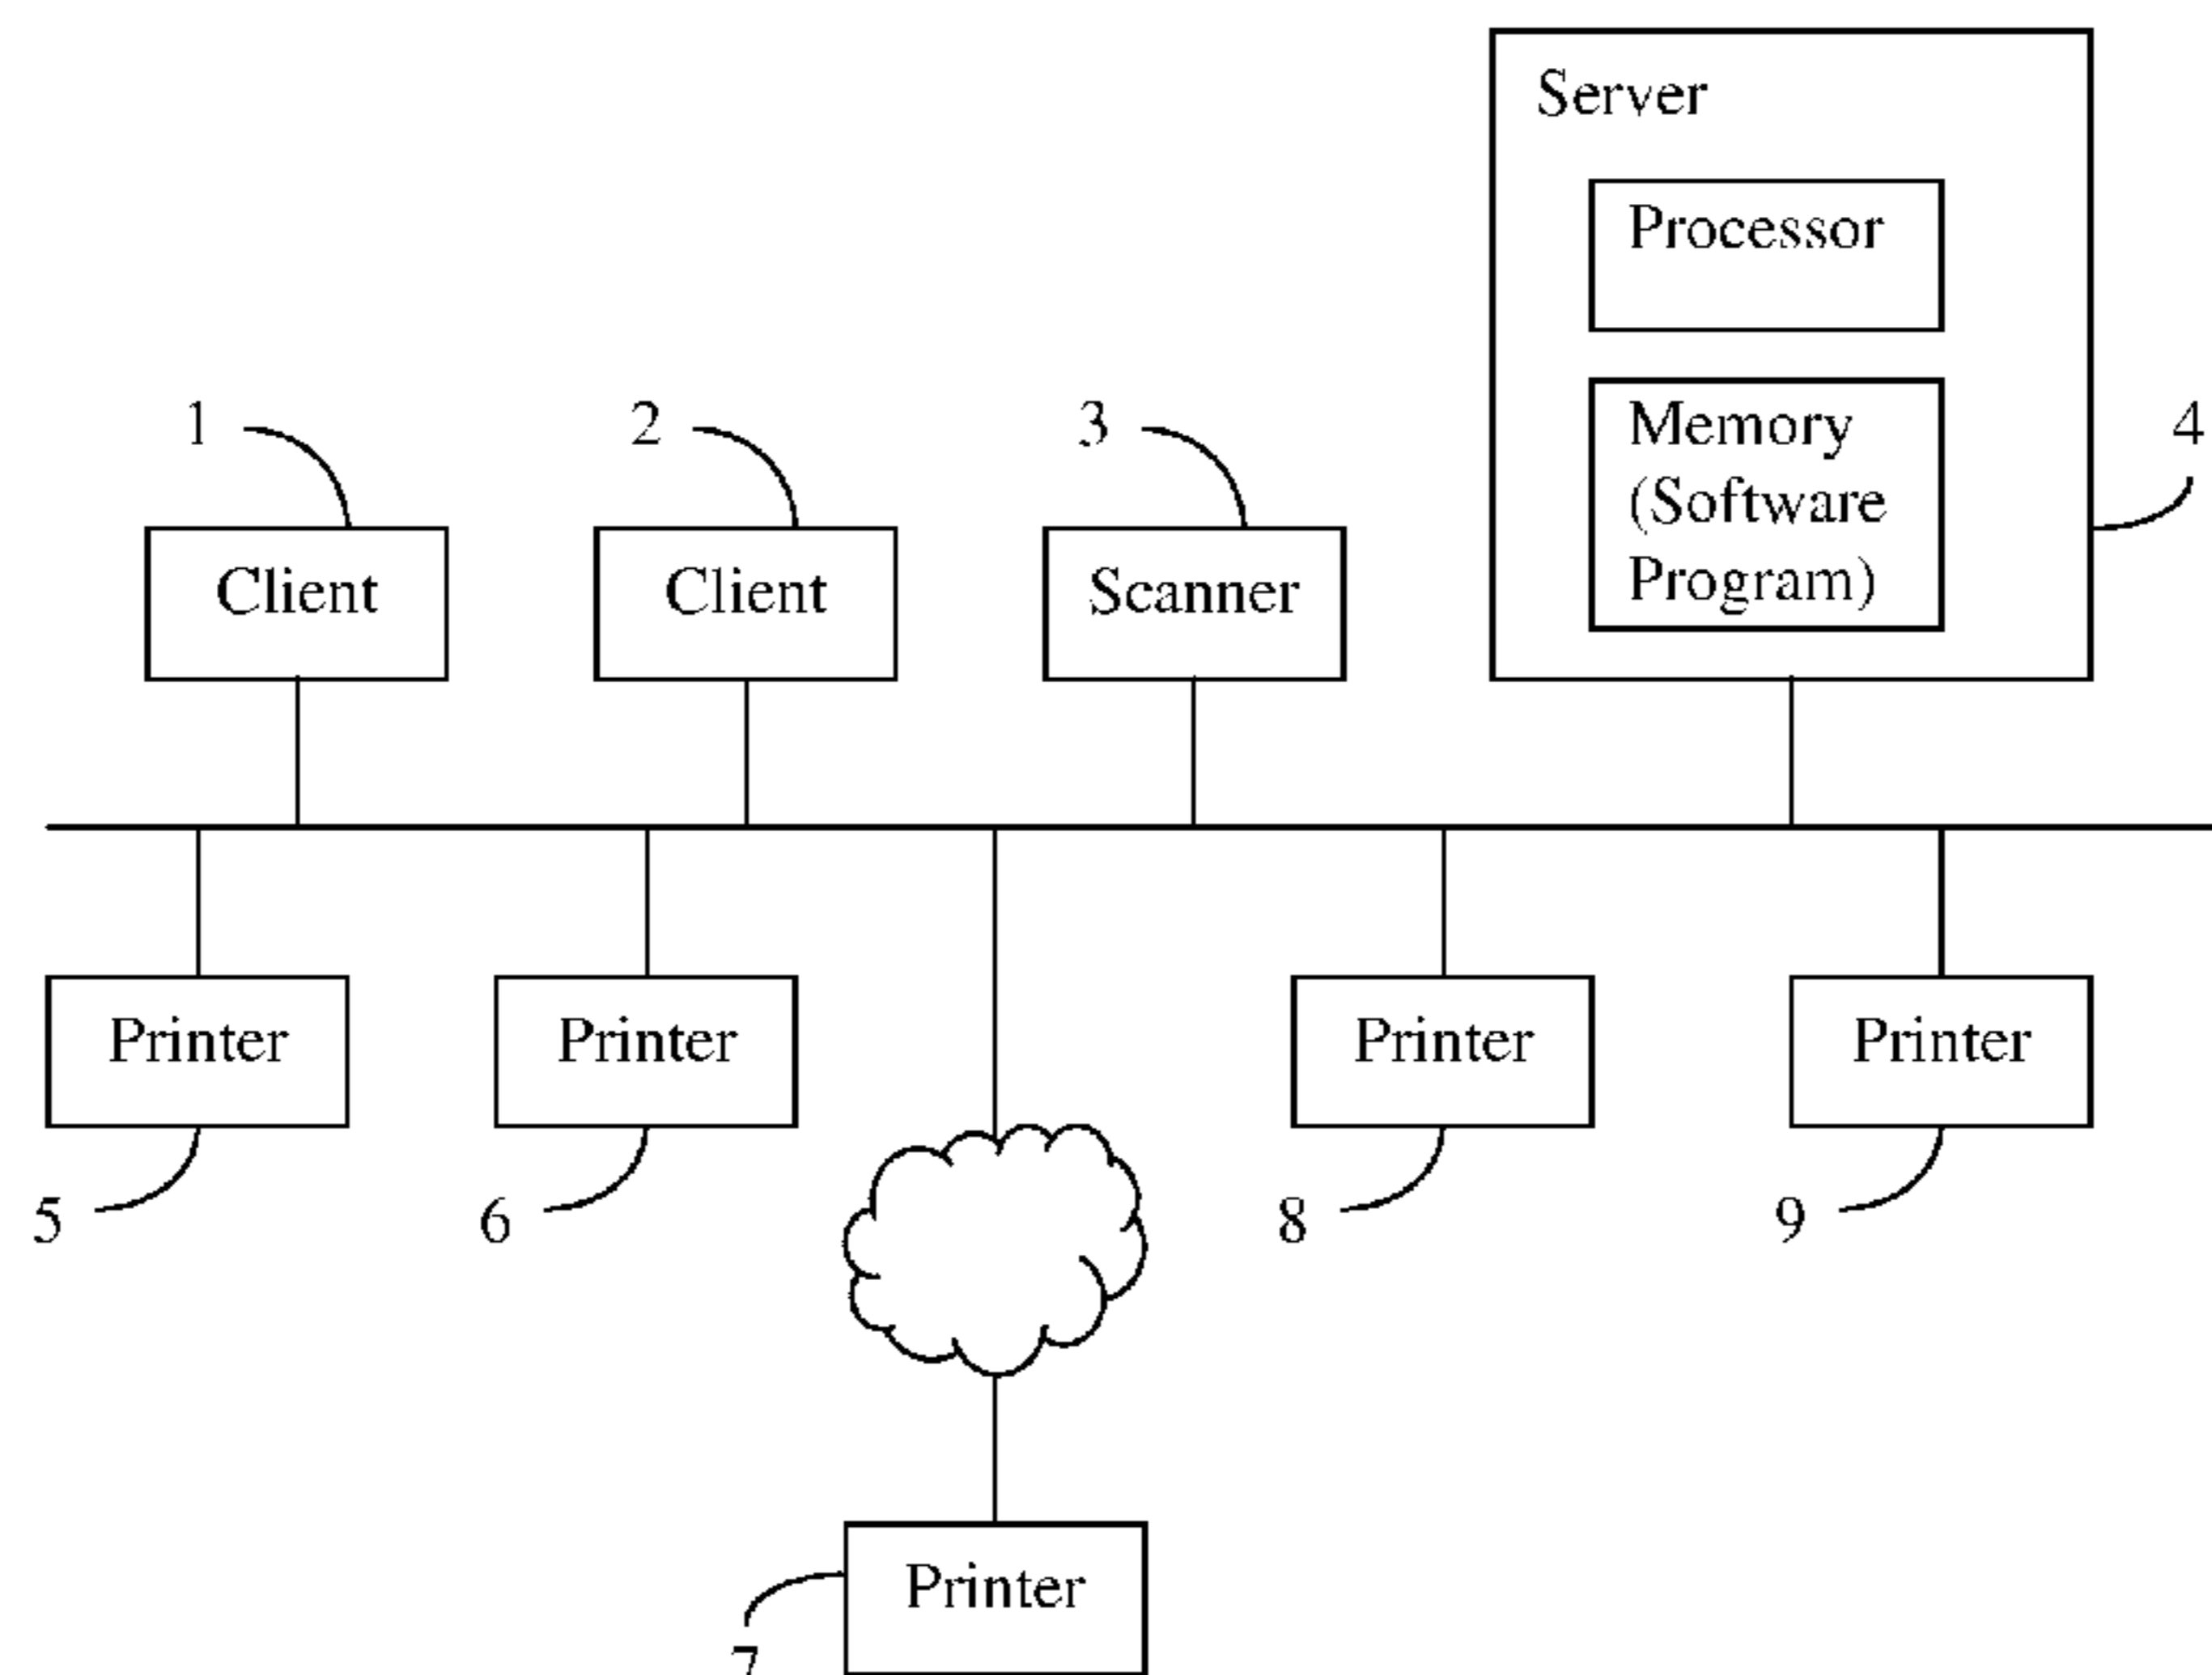 Server
Processor
Memory
(Software
Program)
1
2
3
4
Client
Client
Scanner
Printer
Printer
Printer
Printer
5
6
8
9
Printer
7